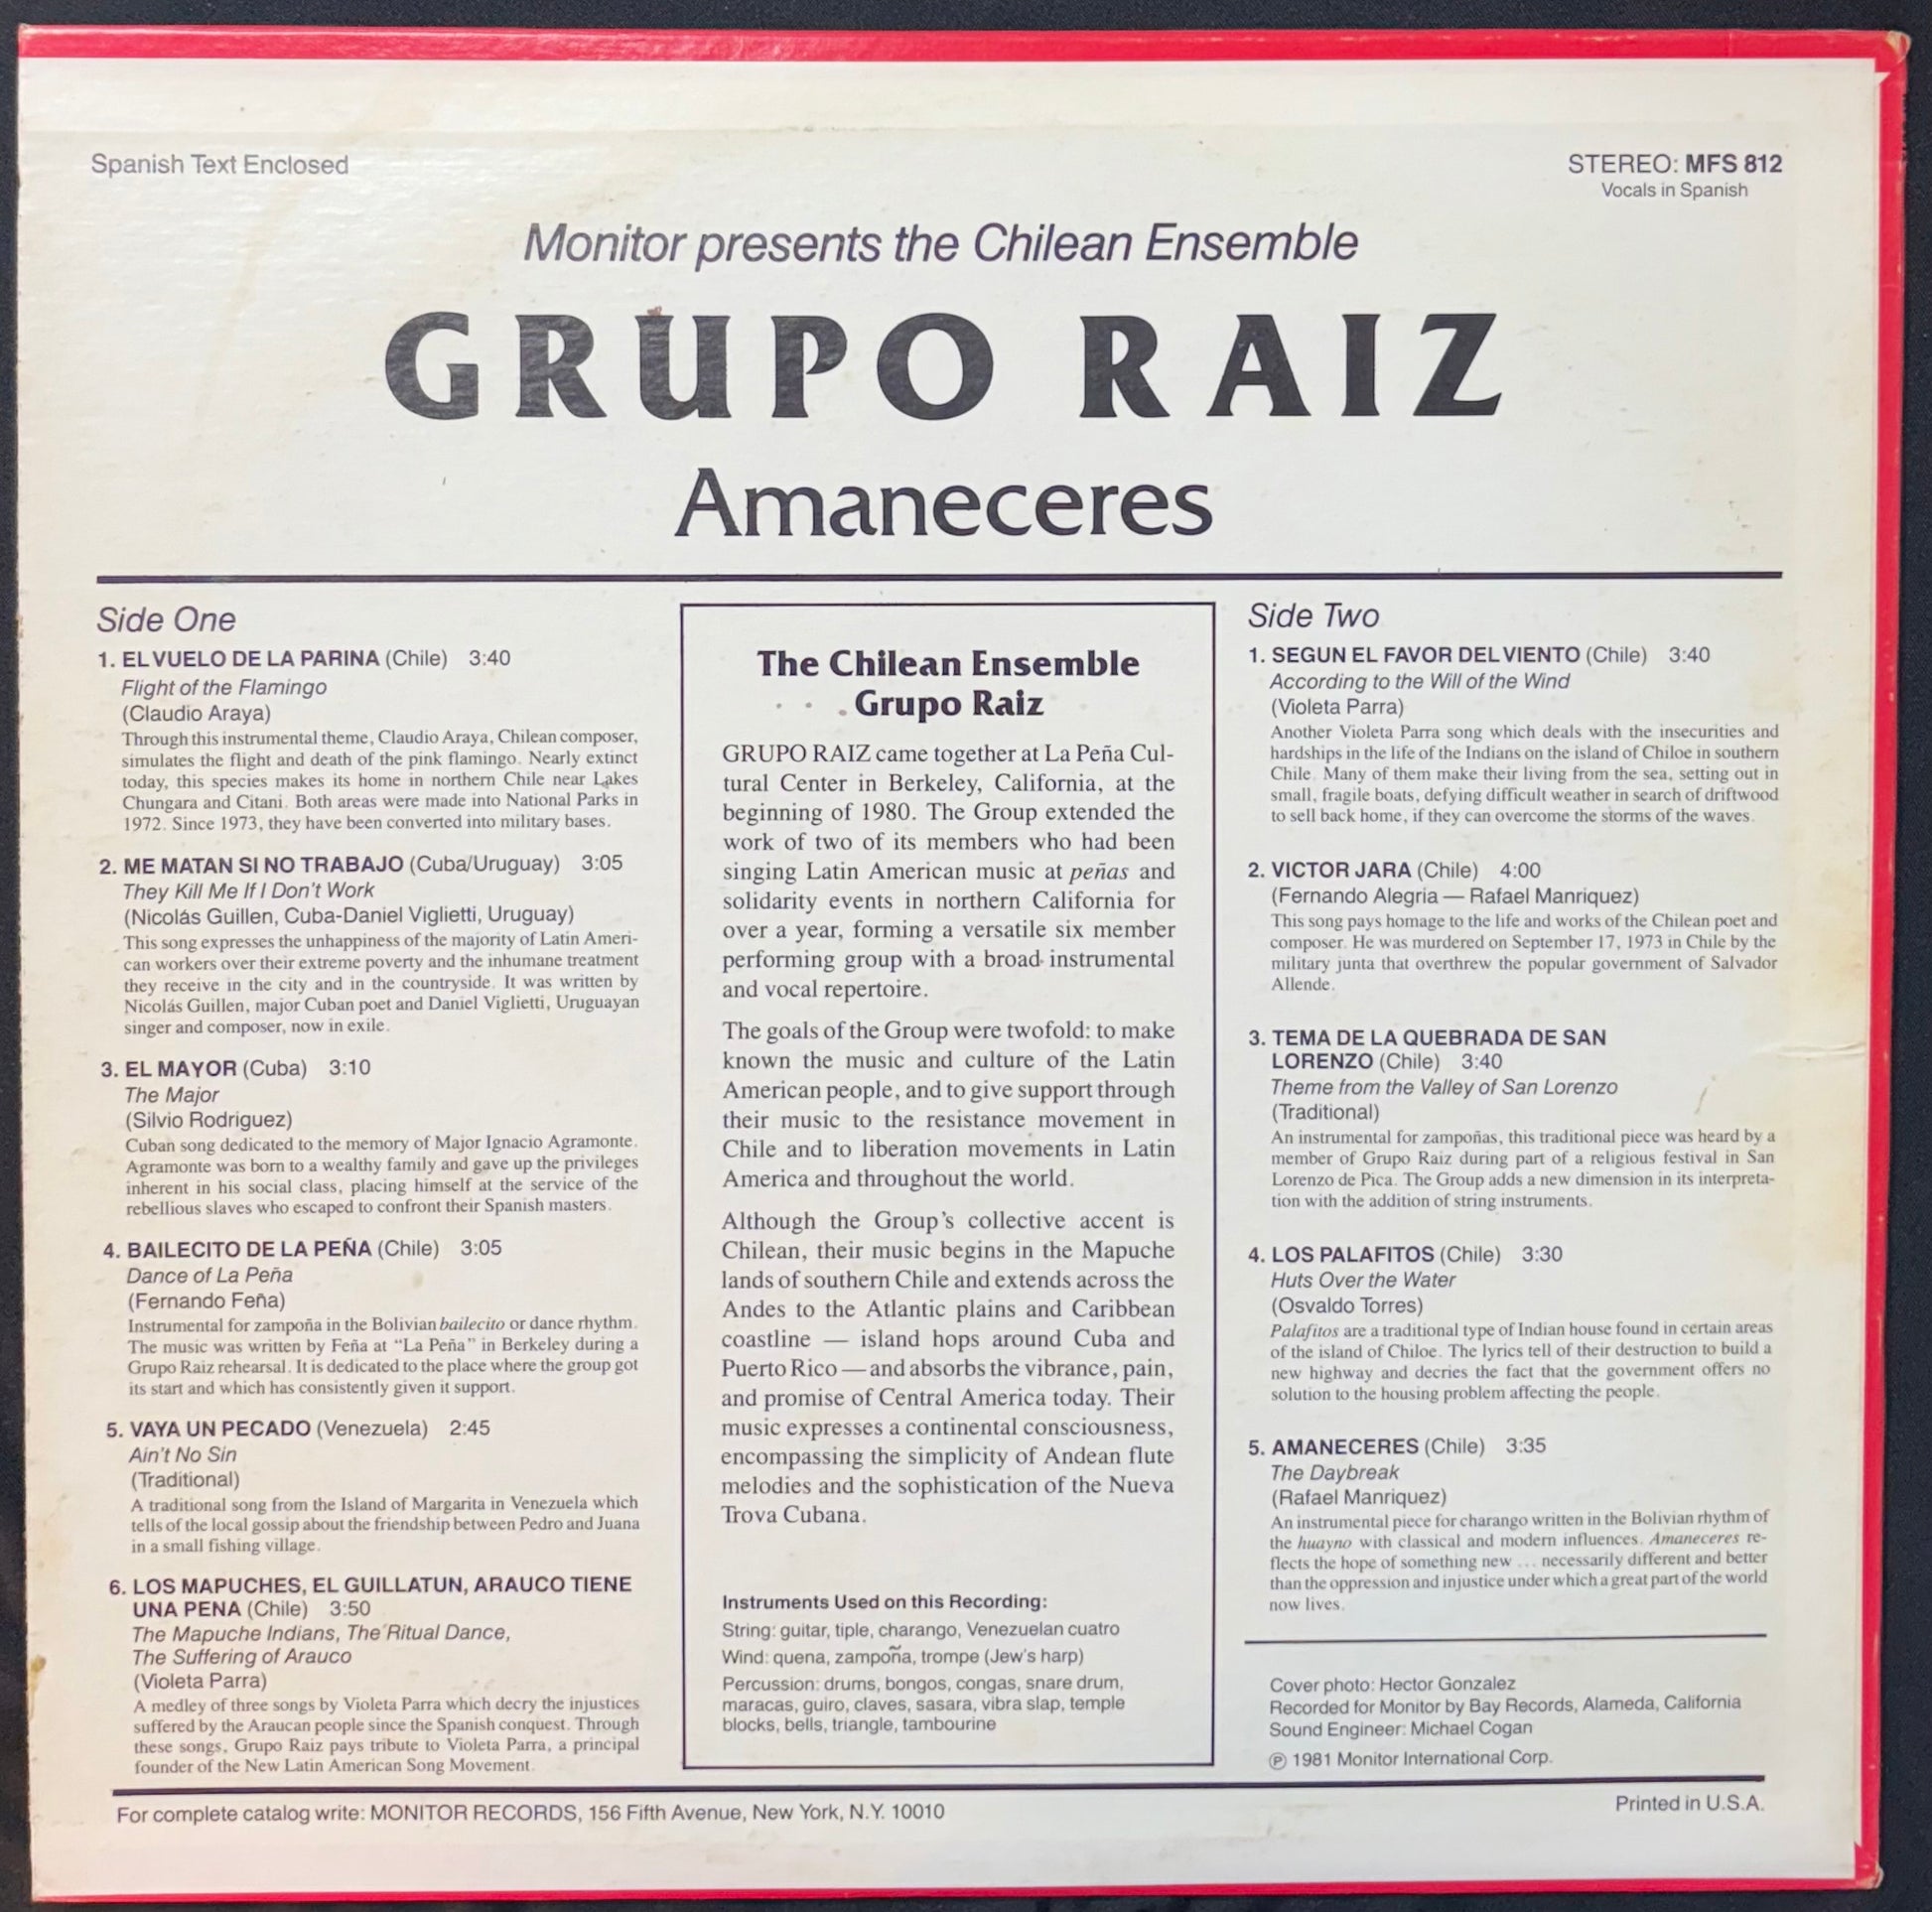 Spanish Text Enclosed
STEREO: MFS 812
Vocals in Spanish
Monitor presents the Chilean Ensemble
GRUPO RAIZ
Amaneceres
Side One
1. EL VUELO DE LA PARINA (Chile) 3:40
Flight of the Flamingo
(Claudio Araya)
Through this instrumental theme, Claudio Araya, Chilean composer,
simulates the flight and death of the pink flamingo. Nearly extinct
today, this species makes its home in northern Chile near Lakes
Chungara and Citani. Both areas were made into National Parks in
1972. Since 1973, they have been converted into military bases.
2. ME MATAN SI NO TRABAJO (Cuba/Uruguay) 3:05
They Kill Me If I Don't Work
(Nicolás Guillen, Cuba-Daniel Viglietti, Uruguay)
This song expresses the unhappiness of the majority of Latin Ameri-
can workers over their extreme poverty and the inhumane treatment
they receive in the city and in the countryside. It was written by
Nicolás Guillen, major Cuban poet and Daniel Viglietti, Uruguayan
singer and composer, now in exile.
3. EL MAYOR (Cuba) 3:10
The Major
(Silvio Rodriguez)
Cuban song dedicated to the memory of Major Ignacio Agramonte.
Agramonte was born to a wealthy family and gave up the privileges
inherent in his social class, placing himself at the service of the
rebellious slaves who escaped to confront their Spanish masters.
4. BAILECITO DE LA PEÑA (Chile) 3:05
Dance of La Peña
(Fernando Feña)
Instrumental for zampoña in the Bolivian bailecito or dance rhythm.
The music was written by Feña at "La Peña" in Berkeley during a
Grupo Raiz rehearsal. It is dedicated to the place where the group got
its start and which has consistently given it support.
5. VAYA UN PECADO (Venezuela) 2:45
Ain't No Sin
(Traditional)
A traditional song from the Island of Margarita in Venezuela which
tells of the local gossip about the friendship between Pedro and Juana
in a small fishing village.
6. LOS MAPUCHES, EL GUILLATUN, ARAUCO TIENE
UNA PENA (Chile) 3:50
The Mapuche Indians, The Ritual Dance,
The Suffering of Arauco
(Violeta Parra)
A medley of three songs by Violeta Parra which decry the injustices
suffered by the Araucan people since the Spanish conquest. Through
these songs, Grupo Raiz pays tribute to Violeta Parra, a principal
founder of the New Latin American Song Movement.
The Chilean Ensemble
Grupo Raiz
GRUPO RAIZ came together at La Peña Cul-
tural Center in Berkeley, California, at the
beginning of 1980. The Group extended the
work of two of its members who had been
singing Latin American music at peñas and
solidarity events in northern California for
over a year, forming a versatile six member
performing group with a broad instrumental
and vocal repertoire.
The goals of the Group were twofold: to make
known the music and culture of the Latin
American people, and to give support through
their music to the resistance movement in
Chile and to liberation movements in Latin
America and throughout the world.
Although the Group's collective accent is
Chilean, their music begins in the Mapuche
lands of southern Chile and extends across the
Andes to the Atlantic plains and Caribbean
coastline — island hops around Cuba and
Puerto Rico — and absorbs the vibrance, pain,
and promise of Central America today. Their
music expresses a continental consciousness,
encompassing the simplicity of Andean flute
melodies and the sophistication of the Nueva
Trova Cubana.
Instruments Used on this Recording:
String: guitar, tiple, charango, Venezuelan cuatro
Wind: quena, zampoña, trompe (Jew's harp)
Percussion: drums, bongos, congas, snare drum,
maracas, guiro, claves, sasara, vibra slap, temple
blocks, bells, triangle, tambourine
Side Two
1. SEGUN EL FAVOR DEL VIENTO (Chile) 3:40
According to the Will of the Wind
(Violeta Parra)
Another Violeta Parra song which deals with the insecurities and
hardships in the life of the Indians on the island of Chiloe in southern
Chile. Many of them make their living from the sea, setting out in
small, fragile boats, defying difficult weather in search of driftwood
to sell back home, if they can overcome the storms of the waves.
2. VICTOR JARA (Chile) 4:00
(Fernando Alegria — Rafael Manriquez)
This song pays homage to the life and works of the Chilean poet and
composer. He was murdered on September 17, 1973 in Chile by the
military junta that overthrew the popular government of Salvador
Allende.
3. TEMA DE LA QUEBRADA DE SAN
LORENZO (Chile) 3:40
Theme from the Valley of San Lorenzo
(Traditional)
An instrumental for zampoñas, this traditional piece was heard by a
member of Grupo Raiz during part of a religious festival in San
Lorenzo de Pica. The Group adds a new dimension in its interpreta-
tion with the addition of string instruments.
4. LOS PALAFITOS (Chile) 3:30
Huts Over the Water
(Osvaldo Torres)
Palafitos are a traditional type of Indian house found in certain areas
of the island of Chiloe. The lyrics tell of their destruction to build a
new highway and decries the fact that the government offers no
solution to the housing problem affecting the people.
5. AMANECERES (Chile) 3:35
The Daybreak
(Rafael Manriquez)
An instrumental piece for charango written in the Bolivian rhythm of
the huayno with classical and modern influences. Amaneceres re-
flects the hope of something new ... necessarily different and better
than the oppression and injustice under which a great part of the world
now lives.
Cover photo: Hector Gonzalez
Recorded for Monitor by Bay Records, Alameda, California
Sound Engineer: Michael Cogan
℗ 1981 Monitor International Corp.
For complete catalog write: MONITOR RECORDS, 156 Fifth Avenue, New York, N.Y. 10010
Printed in U.S.A.